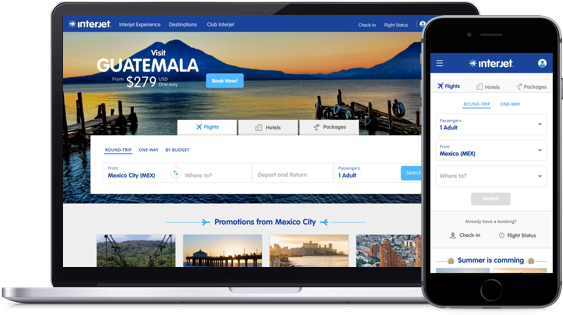 interjet
Interjet Experience
Destinations
Club Interjet
Check-in
Flight Status
Visit
GUATEMALA
From $279 USD One-way
Book Now!
Flights
Hotels
Packages
ROUND-TRIP
ONE-WAY
BY BUDGET
From
Mexico City (MEX)
Where to?
Depart and Return
Passengers
1 Adult
Search
Promotions from Mexico City
interjet
Flights
Hotels
Packages
ROUND-TRIP
ONE-WAY
Passengers
1 Adult
From
Mexico (MEX)
Where to?
Search
Already have a booking?
Check-in
Flight Status
Summer is comming